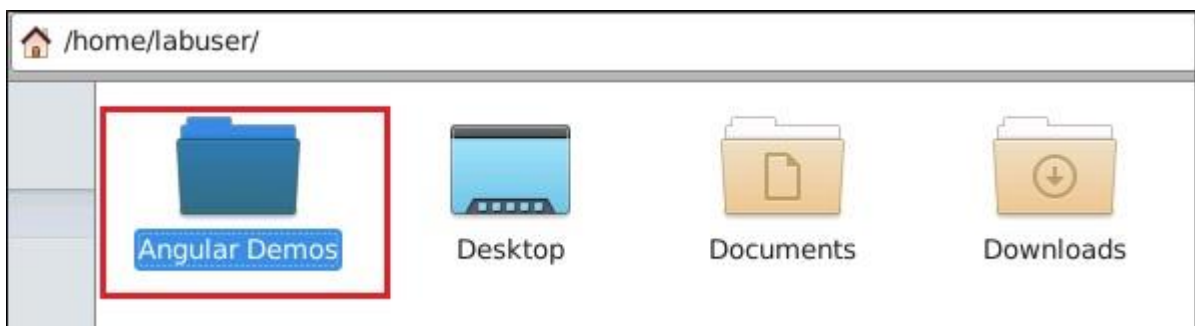 /home/labuser/
Angular Demos
Desktop
Documents
Downloads